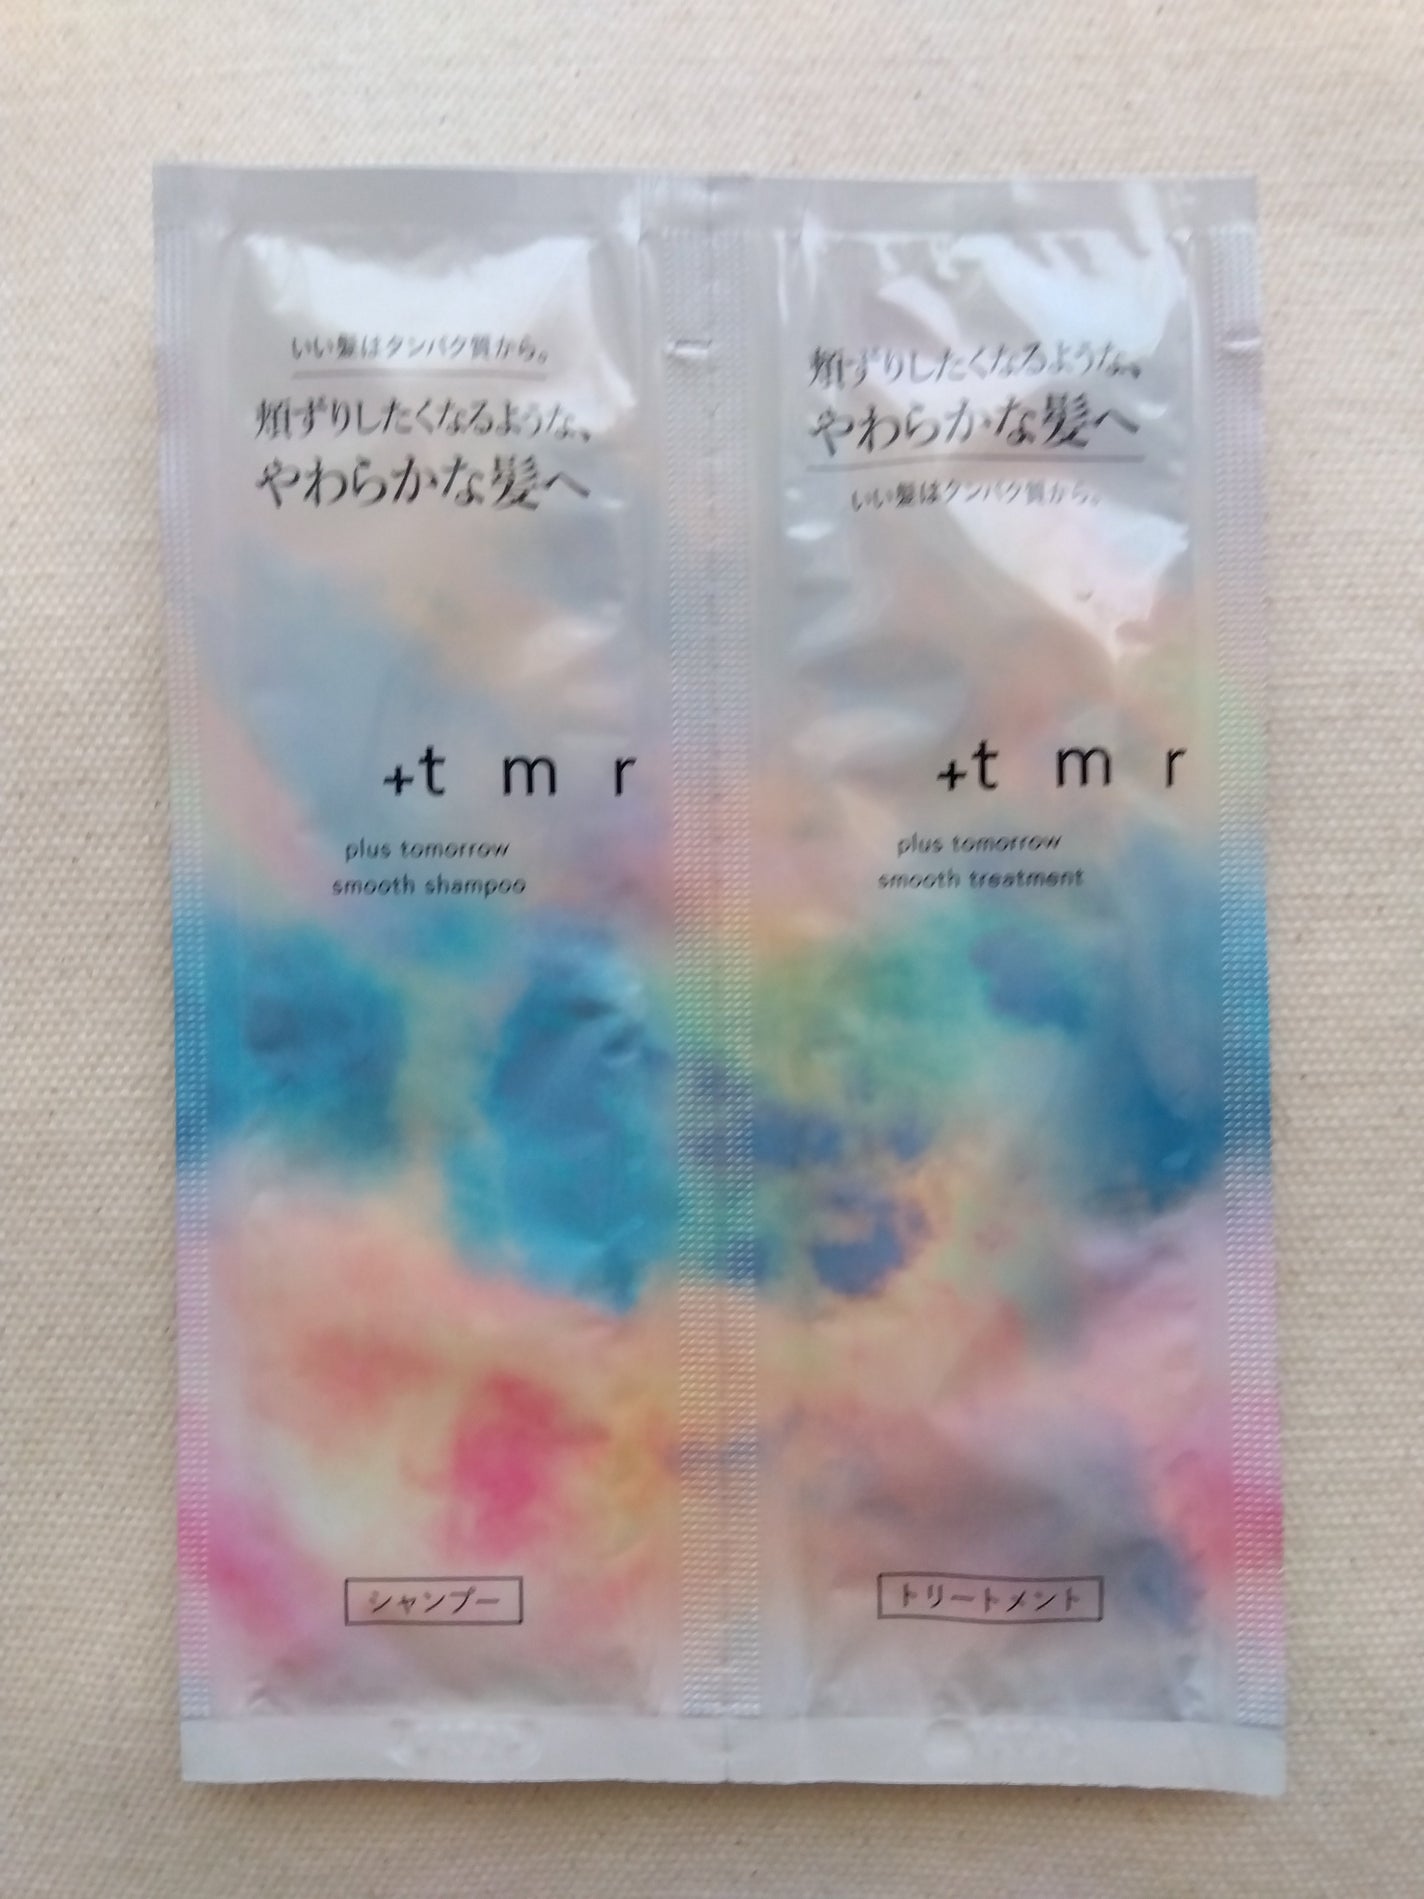 いい髪はタンパク質から。
頬ずりしたくなるような、
やわらかな髪へ
+t m r
plus tomorrow
smooth shampoo
シャンプー
頬ずりしたくなるような、
やわらかな髪へ
いい髪はタンパク質から。
+t m r
plus tomorrow
smooth treatment
トリートメント